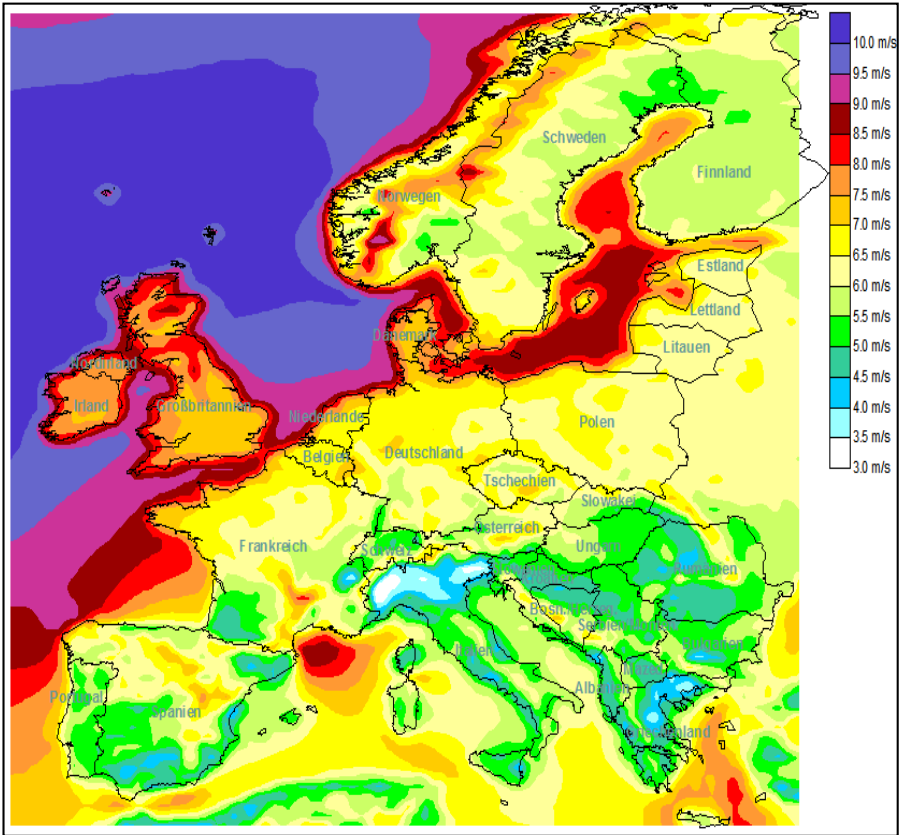 10.0 m/s
9.5 m/s
9.0 m/s
8.5 m/s
8.0 m/s
7.5 m/s
7.0 m/s
6.5 m/s
6.0 m/s
5.5 m/s
5.0 m/s
4.5 m/s
4.0 m/s
3.5 m/s
3.0 m/s
Schweden
Finnland
Norwegen
Estland
Lettland
Dänemark
Litauen
Nordirland
Irland
Großbritannien
Niederlande
Polen
Belgien
Deutschland
Tschechien
Slowakei
Österreich
Frankreich
Schweiz
Ungarn
Rumänien
Bosn.Herzeg.
Bulgarien
Italien
Albanien
Portugal
Spanien
Griechenland